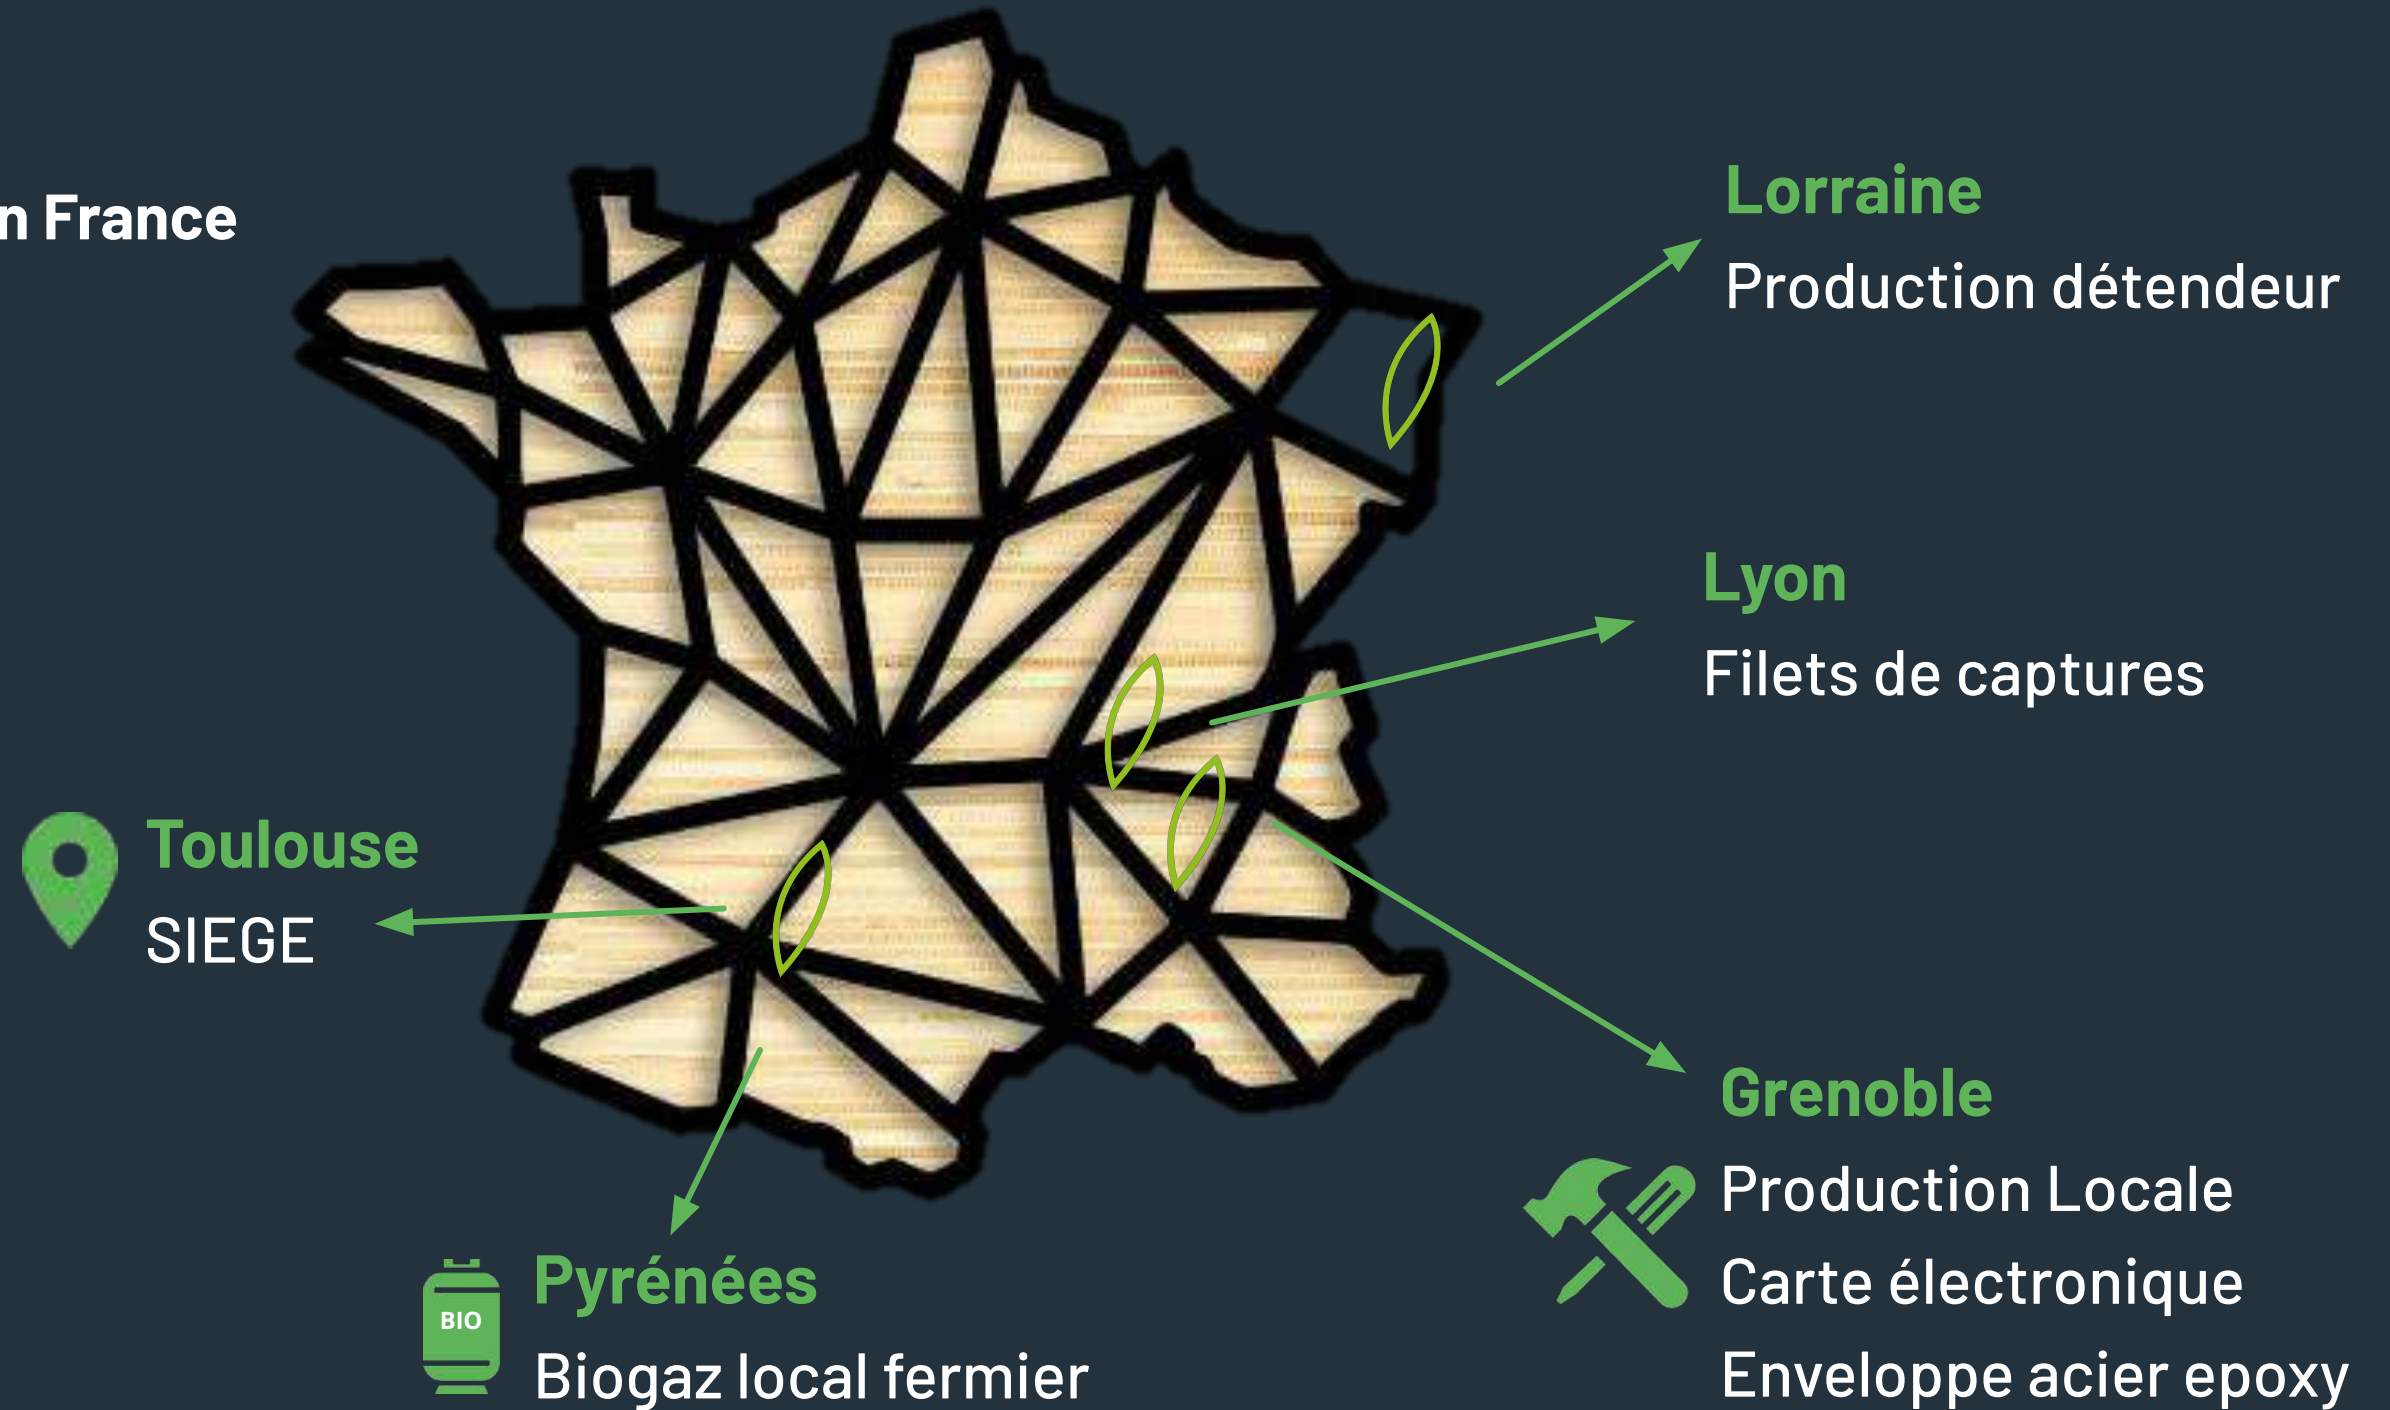 n France
Lorraine
Production détendeur
Lyon
Filets de captures
Toulouse
SIEGE
Grenoble
Production Locale
Carte électronique
Enveloppe acier epoxy
Pyrénées
BIO
Biogaz local fermier